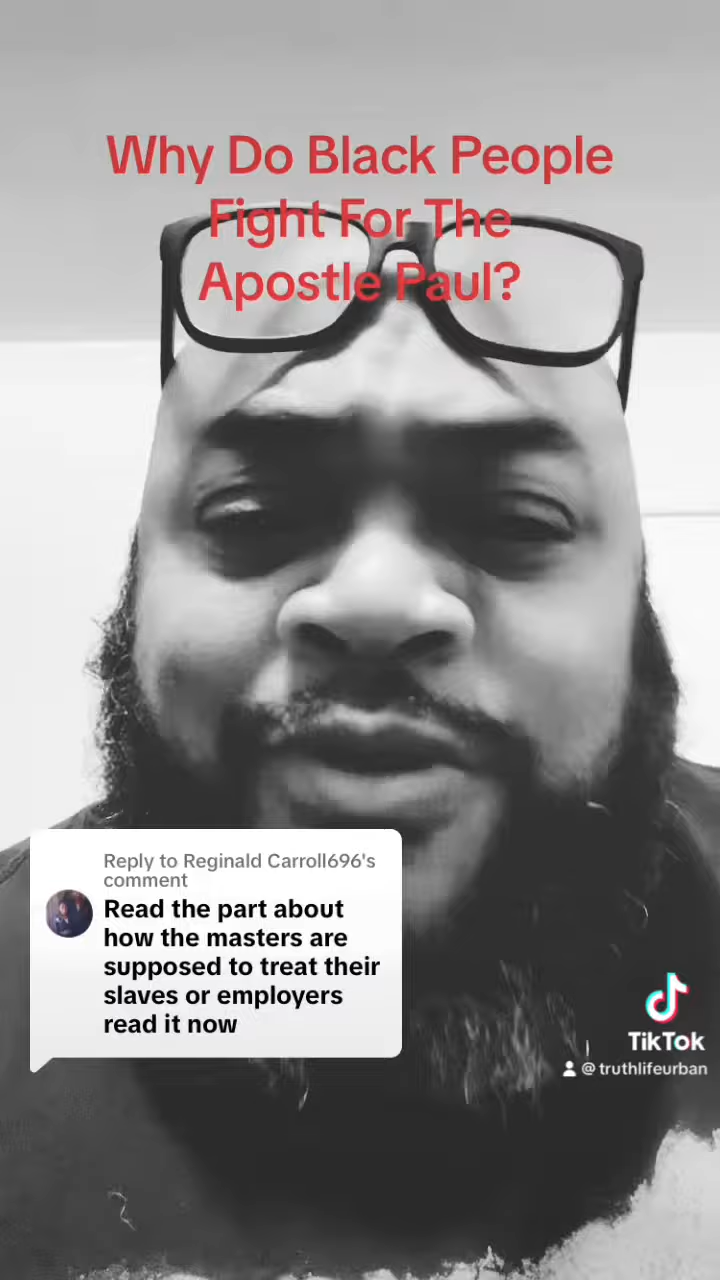 Why Do Black People
Fight For The
Apostle Paul?
Reply to Reginald Carroll696's
comment
Read the part about
how the masters are
supposed to treat their
slaves or employers
read it now
TikTok
@truthlifeurban